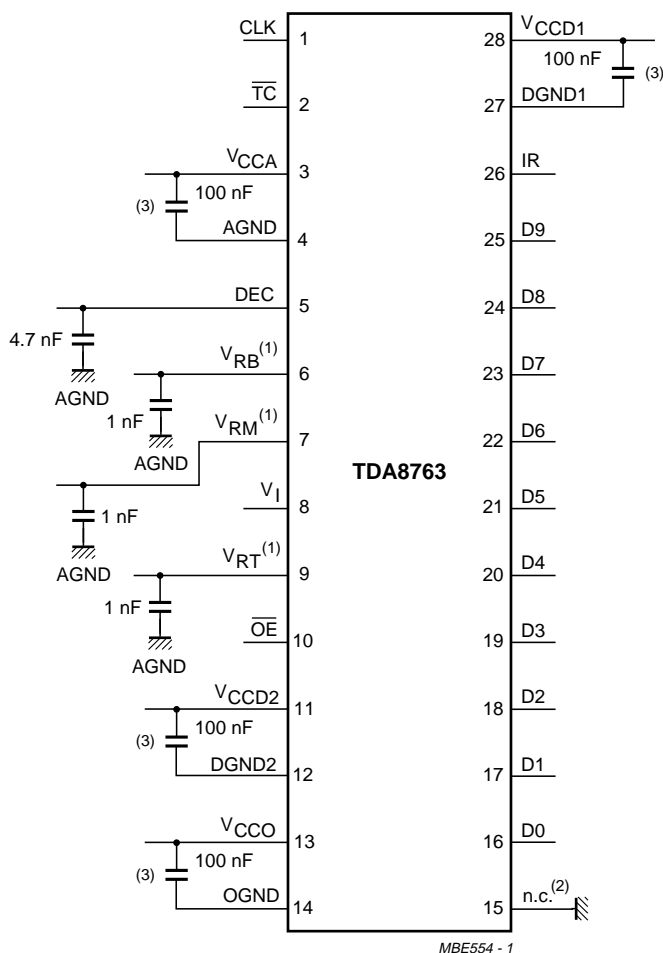 CLK 1
TC 2
VCCA 3
(3) 100 nF
AGND 4
DEC 5
4.7 nF
AGND
VRB(1) 6
1 nF
AGND
VRM(1) 7
1 nF
AGND
VI 8
VRT(1) 9
1 nF
AGND
OE 10
VCCD2 11
(3) 100 nF
DGND2 12
VCCO 13
(3) 100 nF
OGND 14
TDA8763
28 VCCD1
100 nF (3)
27 DGND1
26 IR
25 D9
24 D8
23 D7
22 D6
21 D5
20 D4
19 D3
18 D2
17 D1
16 D0
15 n.c.(2)
MBE554 - 1